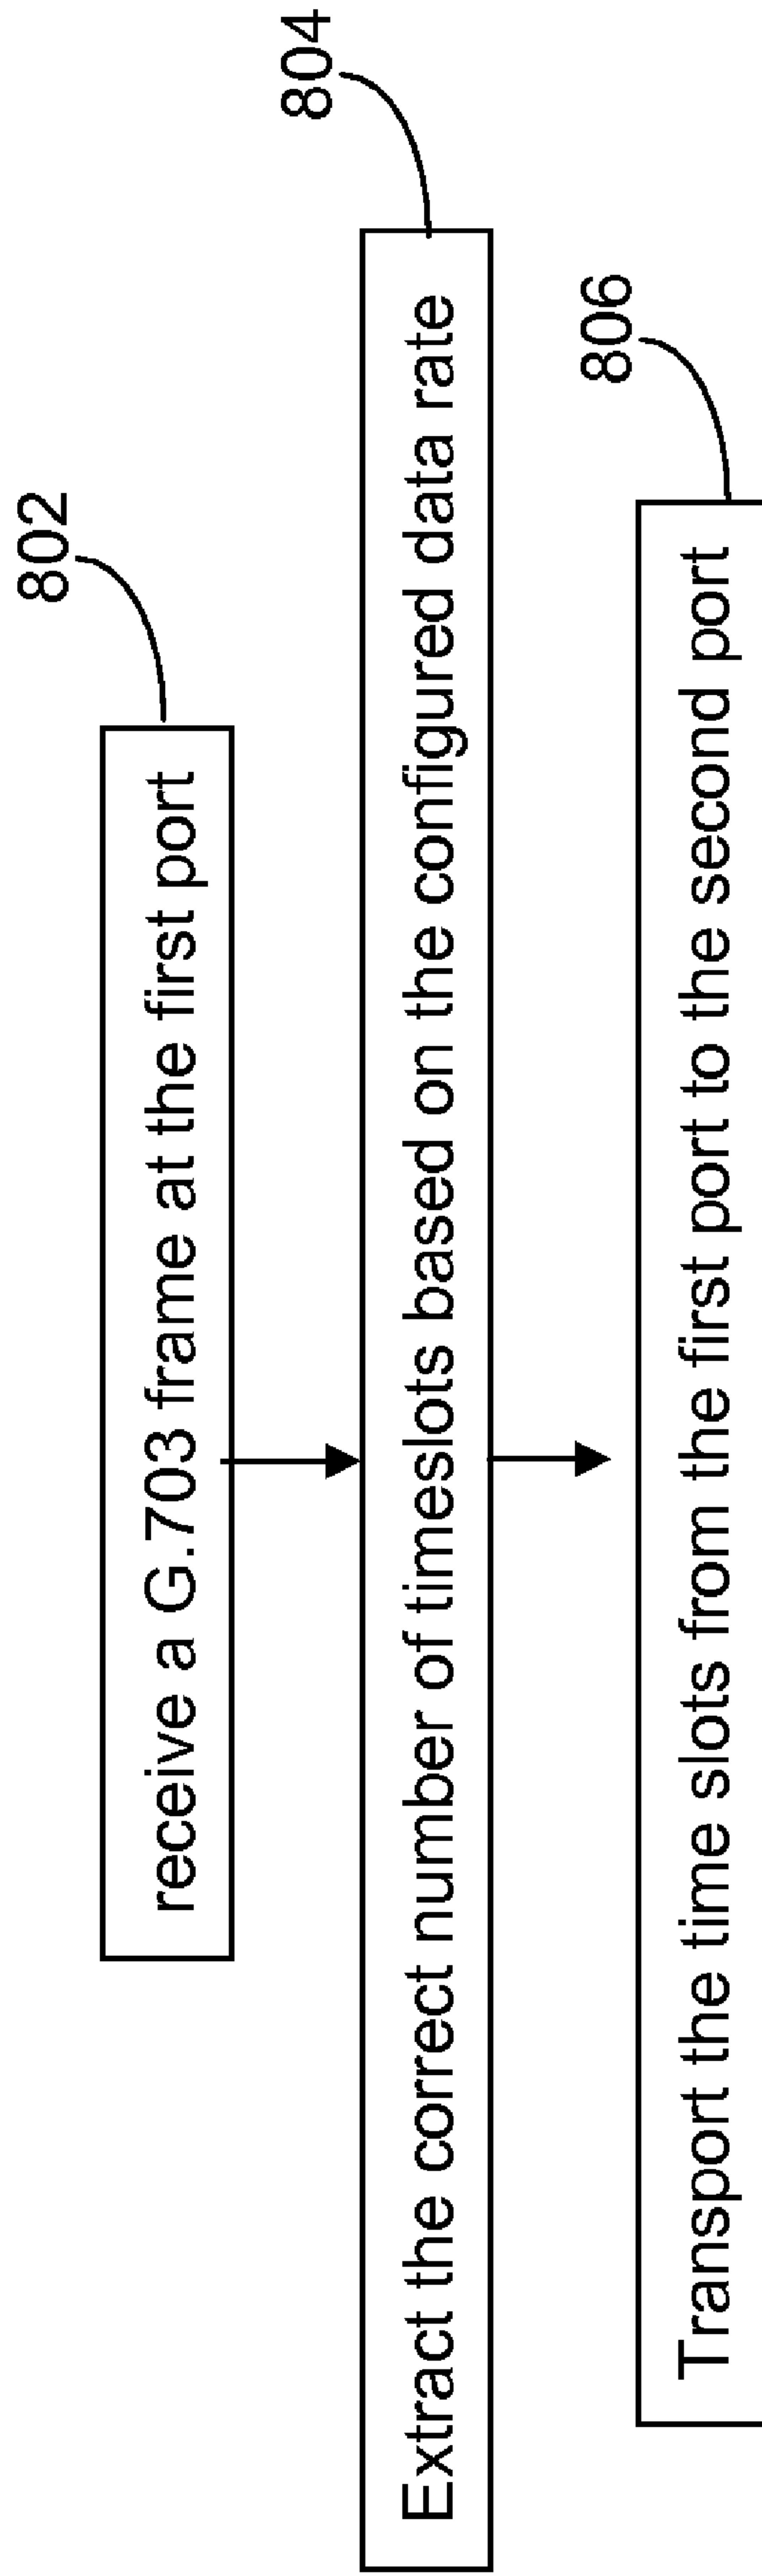 802
receive a G.703 frame at the first port
804
Extract the correct number of timeslots based on the configured data rate
806
Transport the time slots from the first port to the second port